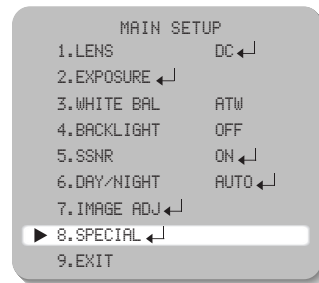 MAIN SETUP
1.LENS DC↵
2.EXPOSURE↵
3.WHITE BAL ATW
4.BACKLIGHT OFF
5.SSNR ON↵
6.DAY/NIGHT AUTO↵
7.IMAGE ADJ↵
▶ 8.SPECIAL↵
9.EXIT